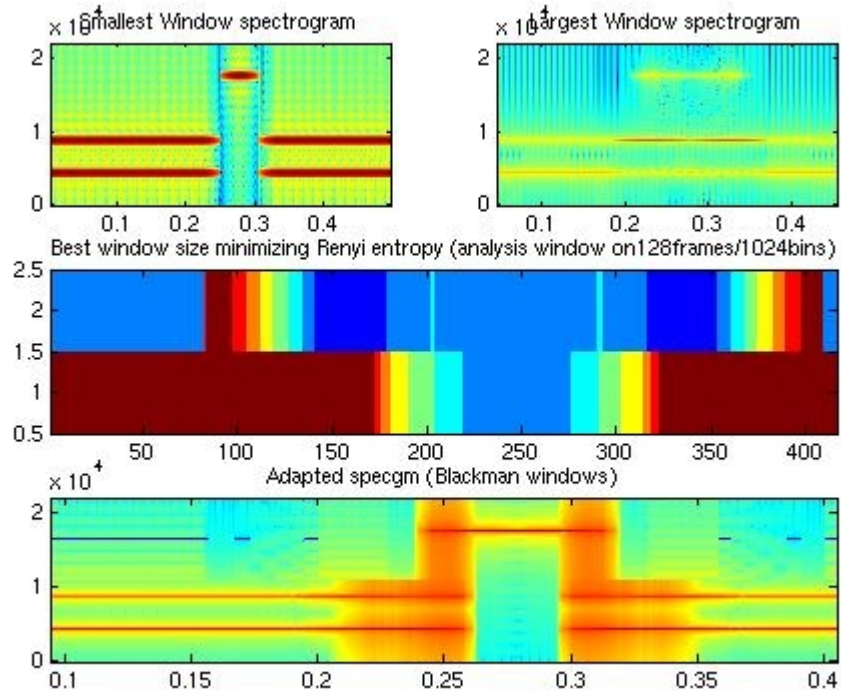 Smallest Window spectrogram
Largest Window spectrogram
× 10^4
× 10^4
2
1
0
0.1 0.2 0.3 0.4
2
1
0
0.1 0.2 0.3 0.4
Best window size minimizing Renyi entropy (analysis window on128frames/1024bins)
2.5
2
1.5
1
0.5
50 100 150 200 250 300 350 400
× 10^4
Adapted specgm (Blackman windows)
2
1
0
0.1 0.15 0.2 0.25 0.3 0.35 0.4